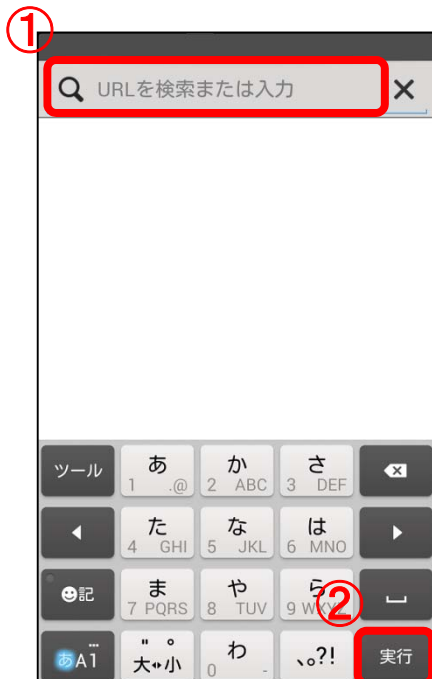 ①
URLを検索または入力
ツール
あ
1 .@
か
2 ABC
さ
3 DEF
た
4 GHI
な
5 JKL
は
6 MNO
記
ま
7 PQRS
や
8 TUV
ら
9 WXYZ
②
あA1
大⇔小
わ
0 -
、。?!
実行